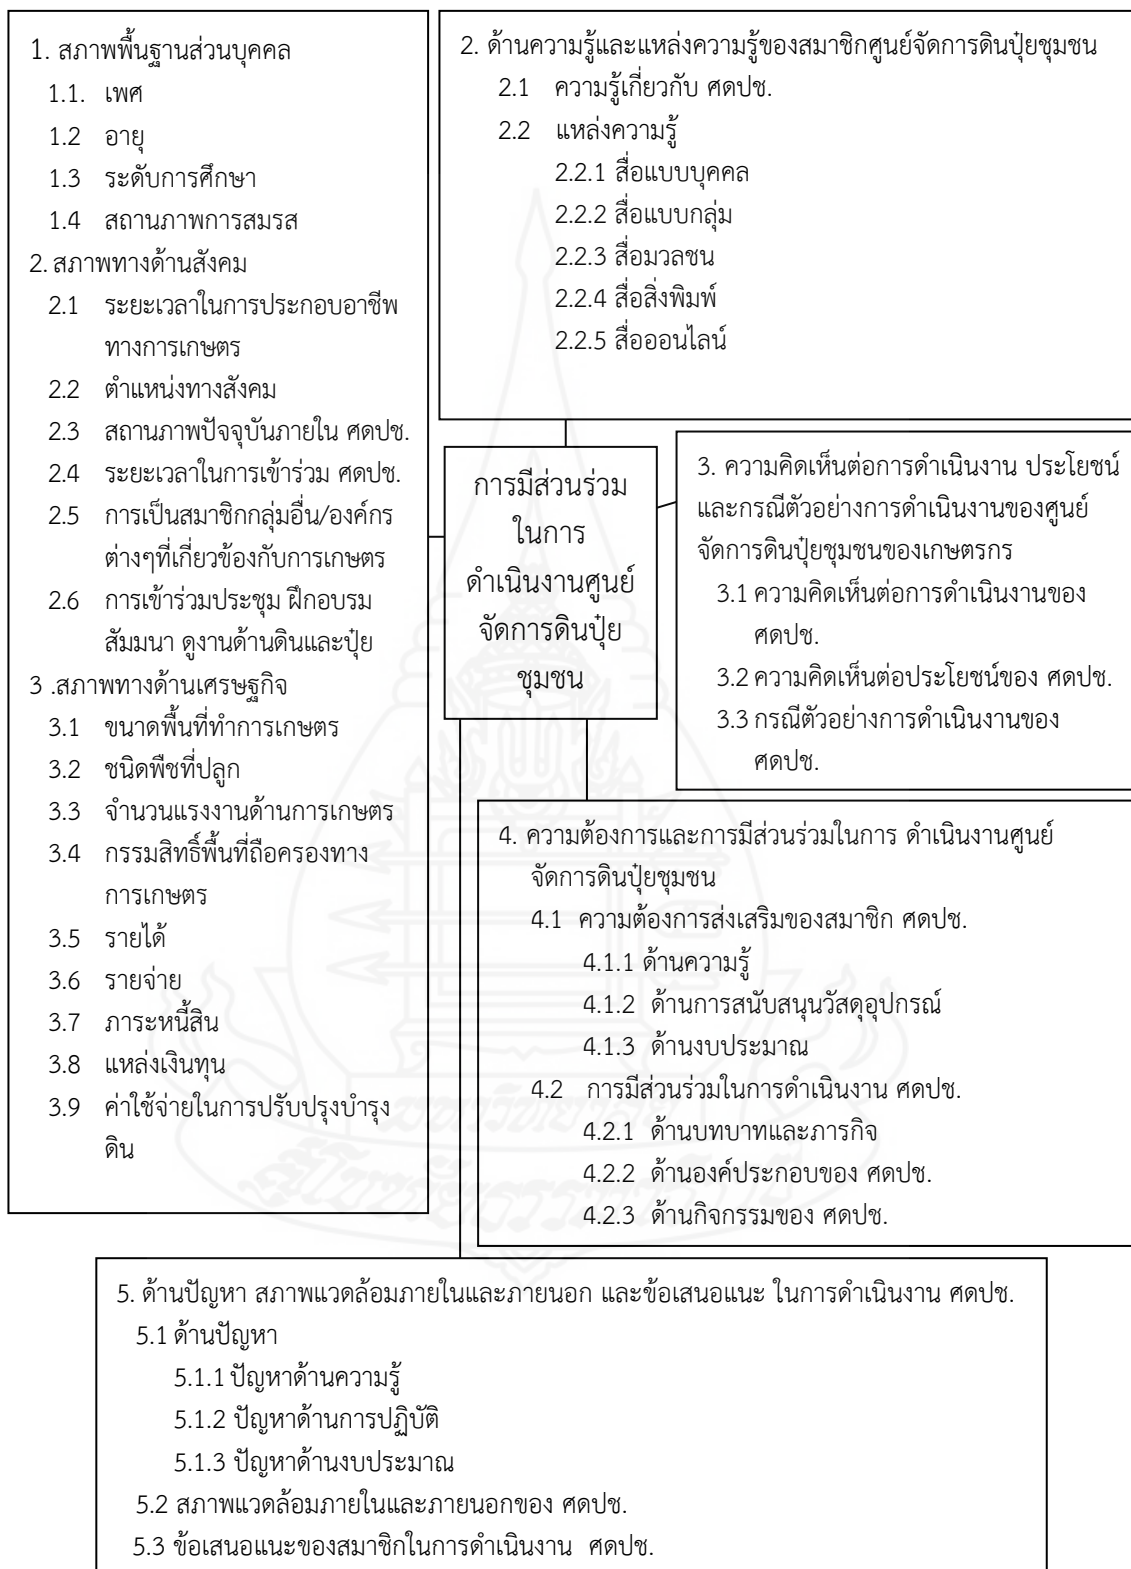 1. สภาพพื้นฐานส่วนบุคคล
1.1. เพศ
1.2 อายุ
1.3 ระดับการศึกษา
1.4 สถานภาพการสมรส
2. สภาพทางด้านสังคม
2.1 ระยะเวลาในการประกอบอาชีพ
ทางการเกษตร
2.2 ตำแหน่งทางสังคม
2.3 สถานภาพปัจจุบันภายใน ศดปช.
2.4 ระยะเวลาในการเข้าร่วม ศดปช.
2.5 การเป็นสมาชิกกลุ่มอื่น/องค์กร
ต่างๆที่เกี่ยวข้องกับการเกษตร
2.6 การเข้าร่วมประชุม ฝึกอบรม
สัมมนา ดูงานด้านดินและปุ๋ย
3 .สภาพทางด้านเศรษฐกิจ
3.1 ขนาดพื้นที่ทำการเกษตร
3.2 ชนิดพืชที่ปลูก
3.3 จำนวนแรงงานด้านการเกษตร
3.4 กรรมสิทธิ์พื้นที่ถือครองทาง
การเกษตร
3.5 รายได้
3.6 รายจ่าย
3.7 ภาระหนี้สิน
3.8 แหล่งเงินทุน
3.9 ค่าใช้จ่ายในการปรับปรุงบำรุง
ดิน
2. ด้านความรู้และแหล่งความรู้ของสมาชิกศูนย์จัดการดินปุ๋ยชุมชน
2.1 ความรู้เกี่ยวกับ ศดปช.
2.2 แหล่งความรู้
2.2.1 สื่อแบบบุคคล
2.2.2 สื่อแบบกลุ่ม
2.2.3 สื่อมวลชน
2.2.4 สื่อสิ่งพิมพ์
2.2.5 สื่อออนไลน์
การมีส่วนร่วม
ในการ
ดำเนินงานศูนย์
จัดการดินปุ๋ย
ชุมชน
3. ความคิดเห็นต่อการดำเนินงาน ประโยชน์
และกรณีตัวอย่างการดำเนินงานของศูนย์
จัดการดินปุ๋ยชุมชนของเกษตรกร
3.1 ความคิดเห็นต่อการดำเนินงานของ
ศดปช.
3.2 ความคิดเห็นต่อประโยชน์ของ ศดปช.
3.3 กรณีตัวอย่างการดำเนินงานของ
ศดปช.
4. ความต้องการและการมีส่วนร่วมในการ ดำเนินงานศูนย์
จัดการดินปุ๋ยชุมชน
4.1 ความต้องการส่งเสริมของสมาชิก ศดปช.
4.1.1 ด้านความรู้
4.1.2 ด้านการสนับสนุนวัสดุอุปกรณ์
4.1.3 ด้านงบประมาณ
4.2 การมีส่วนร่วมในการดำเนินงาน ศดปช.
4.2.1 ด้านบทบาทและภารกิจ
4.2.2 ด้านองค์ประกอบของ ศดปช.
4.2.3 ด้านกิจกรรมของ ศดปช.
5. ด้านปัญหา สภาพแวดล้อมภายในและภายนอก และข้อเสนอแนะ ในการดำเนินงาน ศดปช.
5.1 ด้านปัญหา
5.1.1 ปัญหาด้านความรู้
5.1.2 ปัญหาด้านการปฏิบัติ
5.1.3 ปัญหาด้านงบประมาณ
5.2 สภาพแวดล้อมภายในและภายนอกของ ศดปช.
5.3 ข้อเสนอแนะของสมาชิกในการดำเนินงาน ศดปช.